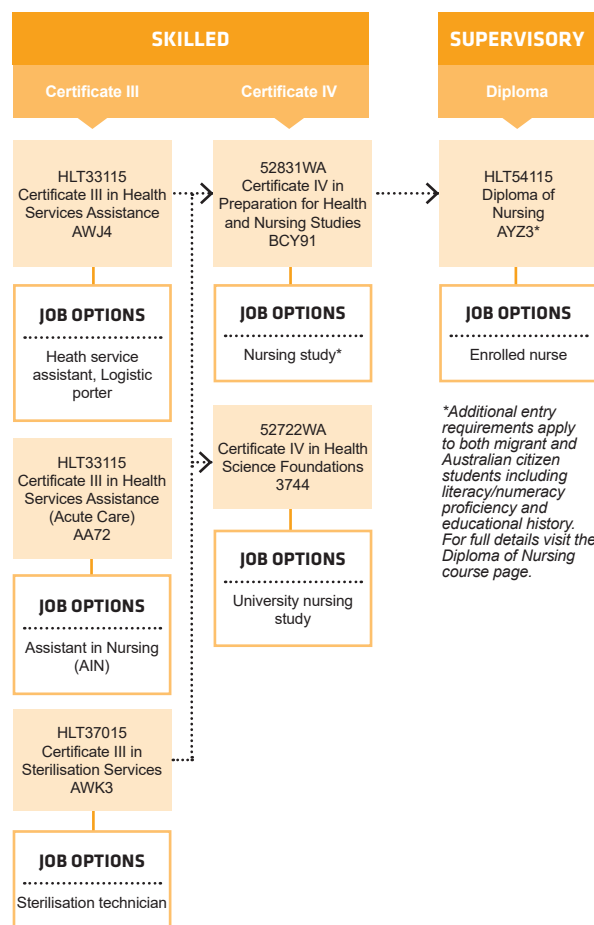 SKILLED
SUPERVISORY
Certificate III
Certificate IV
Diploma
HLT33115
Certificate III in Health
Services Assistance
AWJ4
JOB OPTIONS
Heath service
assistant, Logistic
porter
HLT33115
Certificate III in Health
Services Assistance
(Acute Care)
AA72
JOB OPTIONS
Assistant in Nursing
(AIN)
HLT37015
Certificate III in
Sterilisation Services
AWK3
JOB OPTIONS
Sterilisation technician
52831WA
Certificate IV in
Preparation for Health
and Nursing Studies
BCY91
JOB OPTIONS
Nursing study*
52722WA
Certificate IV in Health
Science Foundations
3744
JOB OPTIONS
University nursing
study
HLT54115
Diploma of
Nursing
AYZ3*
JOB OPTIONS
Enrolled nurse
*Additional entry
requirements apply
to both migrant and
Australian citizen
students including
literacy/numeracy
proficiency and
educational history.
For full details visit the
Diploma of Nursing
course page.